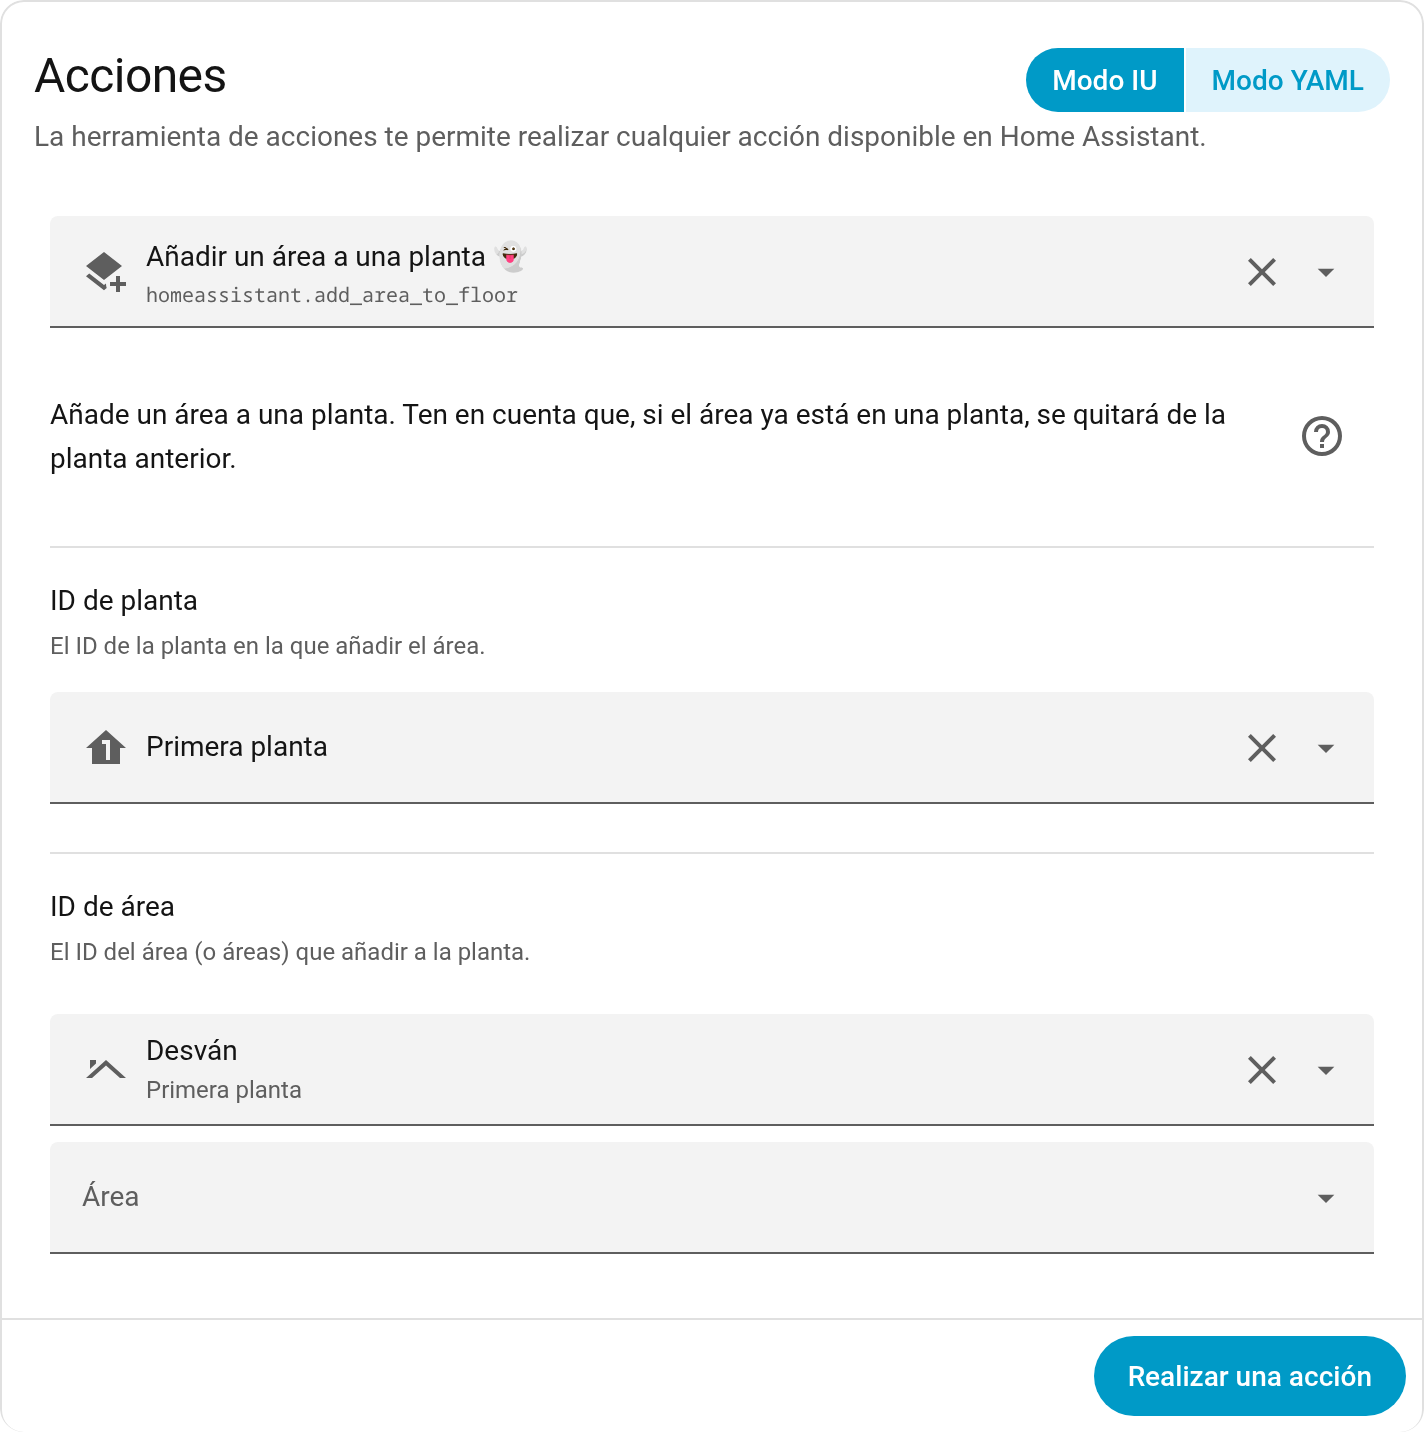 Acciones
Modo IU
Modo YAML
La herramienta de acciones te permite realizar cualquier acción disponible en Home Assistant.
Añadir un área a una planta 👻
homeassistant.add_area_to_floor
Añade un área a una planta. Ten en cuenta que, si el área ya está en una planta, se quitará de la
planta anterior.
ID de planta
El ID de la planta en la que añadir el área.
1
Primera planta
ID de área
El ID del área (o áreas) que añadir a la planta.
Desván
Primera planta
Área
Realizar una acción